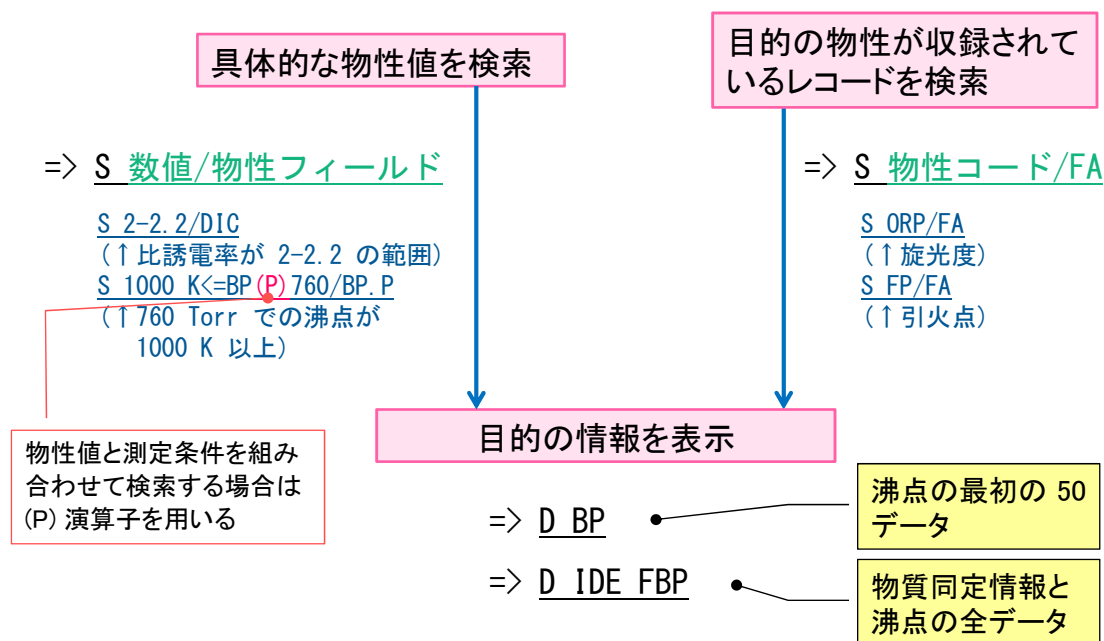 具体的な物性値を検索
目的の物性が収録されて
いるレコードを検索
=> S 数値/物性フィールド
S 2-2.2/DIC
(↑比誘電率が 2-2.2 の範囲)
S 1000 K<=BP(P)760/BP.P
(↑760 Torr での沸点が
1000 K 以上)
=> S 物性コード/FA
S ORP/FA
(↑旋光度)
S FP/FA
(↑引火点)
物性値と測定条件を組み
合わせて検索する場合は
(P) 演算子を用いる
目的の情報を表示
=> D BP
沸点の最初の 50
データ
=> D IDE FBP
物質同定情報と
沸点の全データ